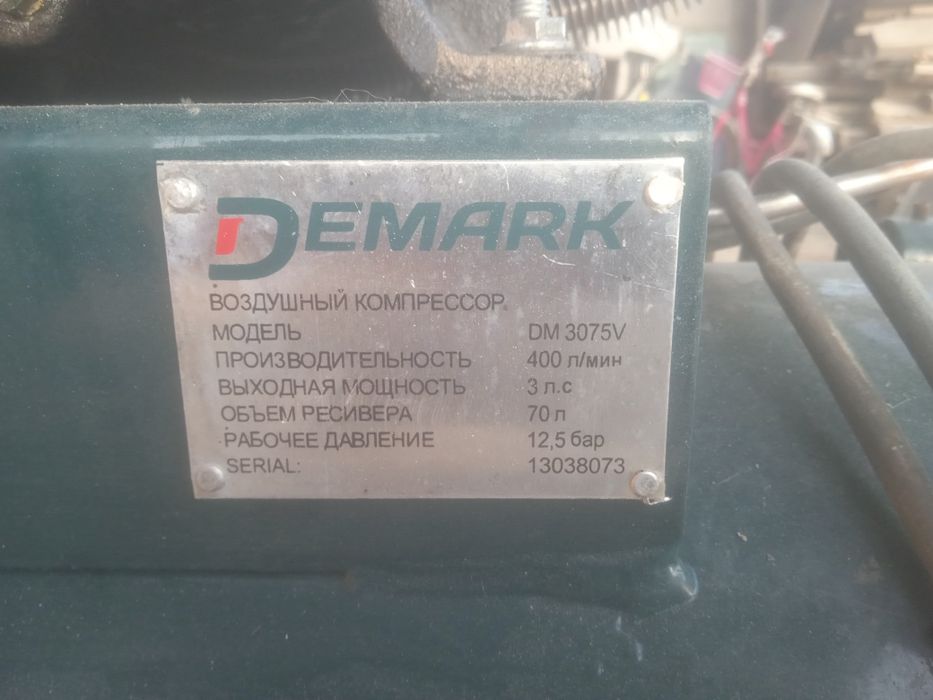 DEMARK
ВОЗДУШНЫЙ КОМПРЕССОР
МОДЕЛЬ DM 3075V
ПРОИЗВОДИТЕЛЬНОСТЬ 400 л/мин
ВЫХОДНАЯ МОЩНОСТЬ 3 л.с
ОБЪЕМ РЕСИВЕРА 70 л
РАБОЧЕЕ ДАВЛЕНИЕ 12,5 бар
SERIAL: 13038073